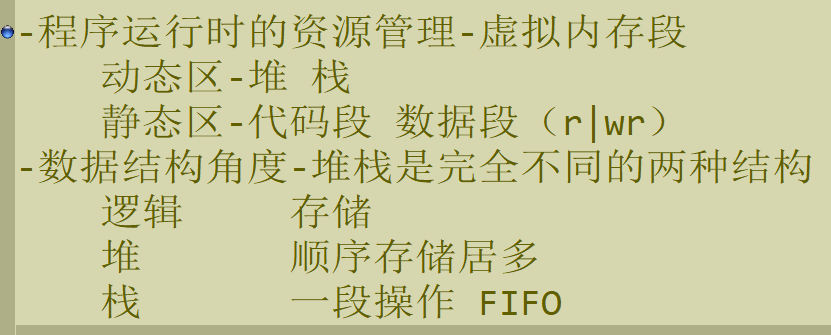 -程序运行时的资源管理-虚拟内存段
动态区-堆 栈
静态区-代码段 数据段（r|wr）
-数据结构角度-堆栈是完全不同的两种结构
逻辑 存储
堆 顺序存储居多
栈 一段操作 FIFO